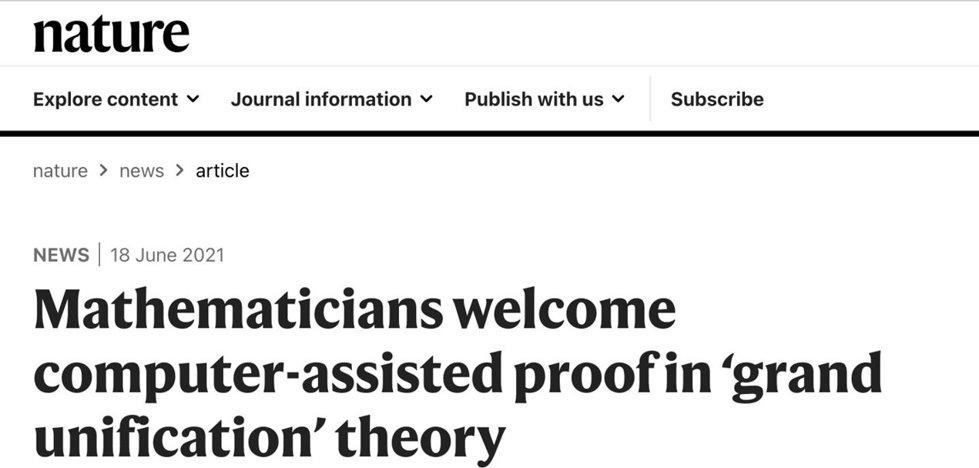 nature
Explore content Journal information Publish with us Subscribe
nature > news > article
NEWS | 18 June 2021
Mathematicians welcome
computer-assisted proof in ‘grand
unification’ theory